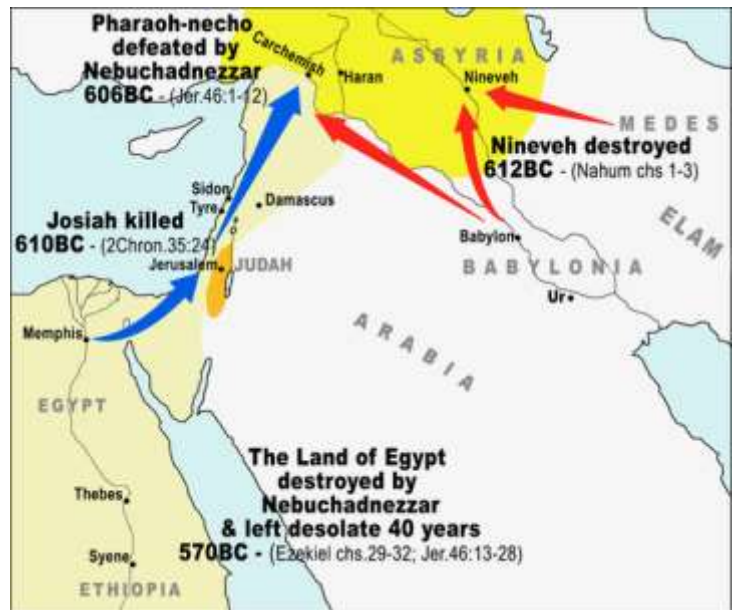 Pharaoh-necho
defeated by
Nebuchadnezzar
606BC - (Jer.46:1-12)
Carchemish
Haran
ASSYRIA
Nineveh
MEDES
Nineveh destroyed
612BC - (Nahum chs 1-3)
ELAM
Sidon
Tyre
Damascus
Josiah killed
610BC - (2Chron.35:24)
Jerusalem
JUDAH
Babylon
BABYLONIA
Ur
ARABIA
Memphis
EGYPT
The Land of Egypt
destroyed by
Nebuchadnezzar
& left desolate 40 years
570BC - (Ezekiel chs.29-32; Jer.46:13-28)
Thebes
Syene
ETHIOPIA